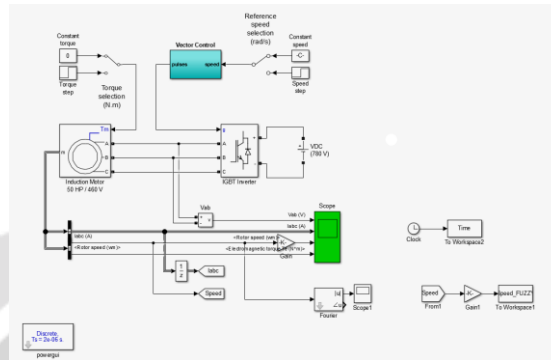 Constant
torque
0
Torque
step
Torque
selection
(N.m)
Vector Control
pulses
speed
Reference
speed
selection
(rad/s)
Constant
speed
-C-
Speed
step
Tm
m
A
B
C
Induction Motor
50 HP / 460 V
g
A
B
C
+
-
IGBT Inverter
VDC
(780 V)
Vab
Scope
Vab (V)
Iabc (A)
Iabc (A)
<Rotor speed (wm
<Rotor speed (wm)>
<Electromagnetic torque
-K-
Gain
1
z
Iabc
Speed
|u|
∠u
Fourier
Scope1
Clock
Time
To Workspace2
Speed
From1
-K-
Gain1
To Workspace1
Discrete,
Ts = 2e-06 s.
powergui